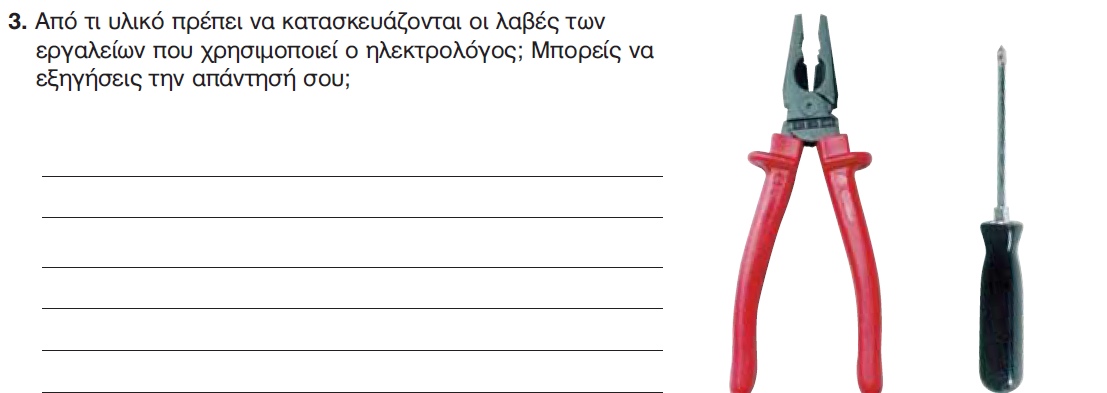 3. Από τι υλικό πρέπει να κατασκευάζονται οι λαβές των
εργαλείων που χρησιμοποιεί ο ηλεκτρολόγος; Μπορείς να
εξηγήσεις την απάντησή σου;